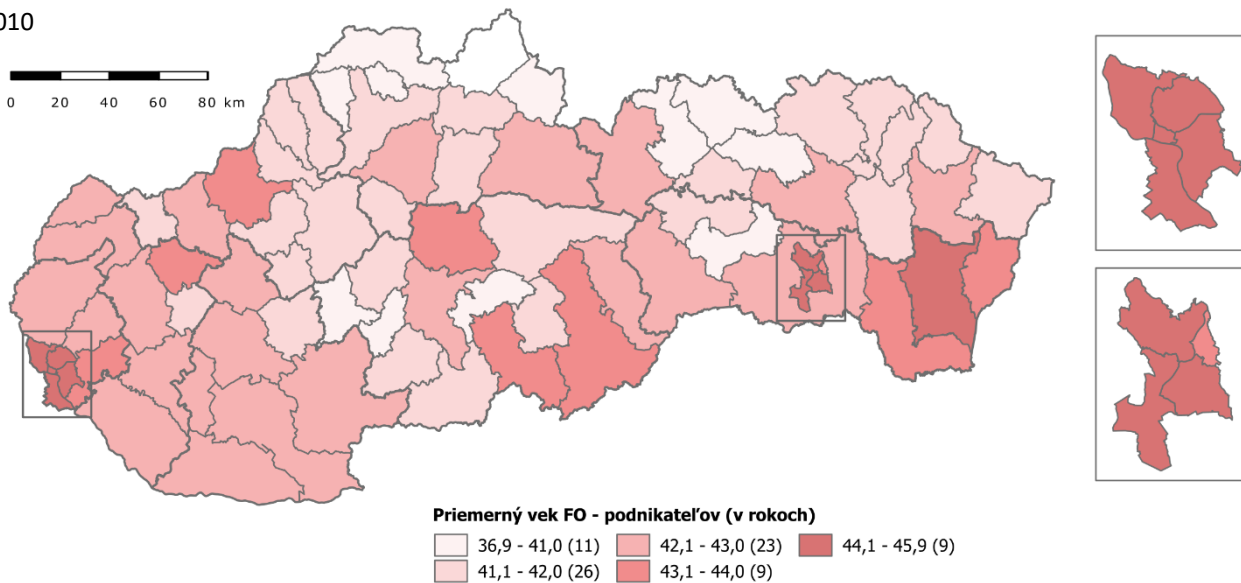 010
0 20 40 60 80 km
Priemerný vek FO - podnikateľov (v rokoch)
36,9 - 41,0 (11) 42,1 - 43,0 (23) 44,1 - 45,9 (9)
41,1 - 42,0 (26) 43,1 - 44,0 (9)